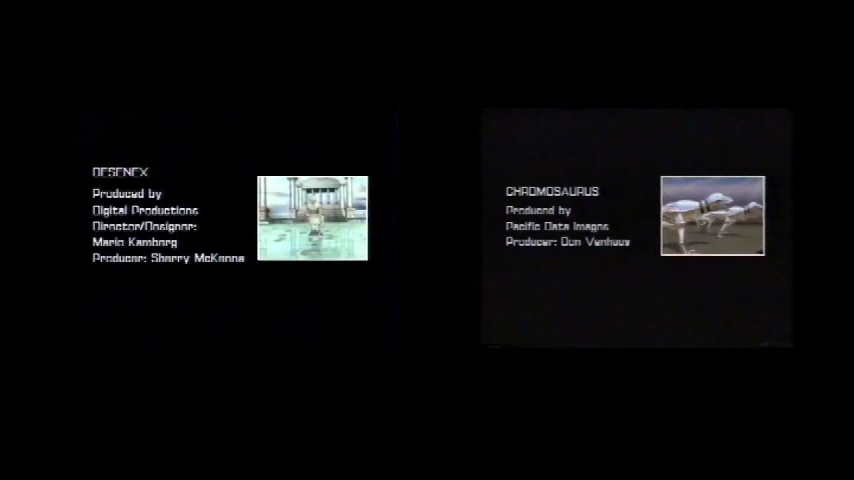 DESENEX
Produced by
Digital Productions
Director/Designer:
Mario Kamberg
Producer: Sherry McKenna
CHROMOSAURUS
Produced by
Pacific Data Images
Producer: Don Venhaus